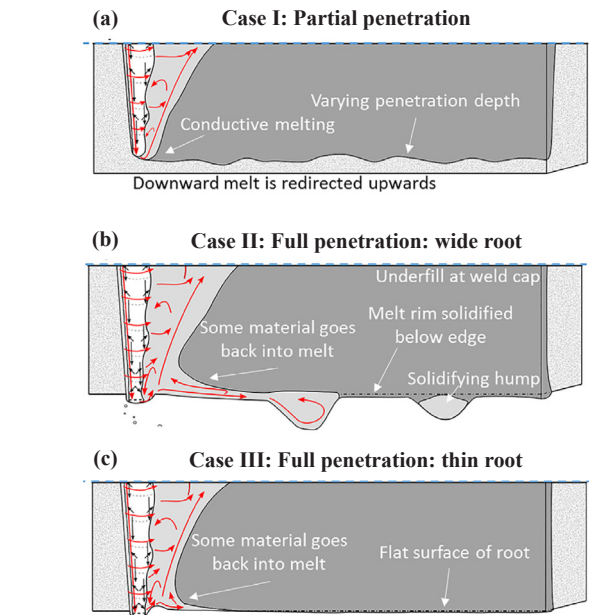 (a) Case I: Partial penetration
Varying penetration depth
Conductive melting
Downward melt is redirected upwards
(b) Case II: Full penetration: wide root
Underfill at weld cap
Melt rim solidified
below edge
Some material goes
back into melt
Solidifying hump
(c) Case III: Full penetration: thin root
Some material goes
back into melt
Flat surface of root